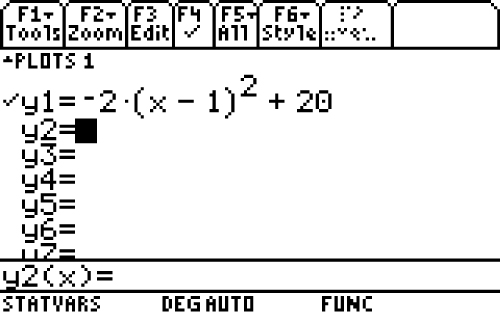 F1 F2 F3 F4 F5 F6
Tools Zoom Edit ✓ All Style
PLOTS 1
✓y1=⁻2·(x − 1)² + 20
y2=
y3=
y4=
y5=
y6=
y7=
y2(x)=
STATVARS DEG AUTO FUNC